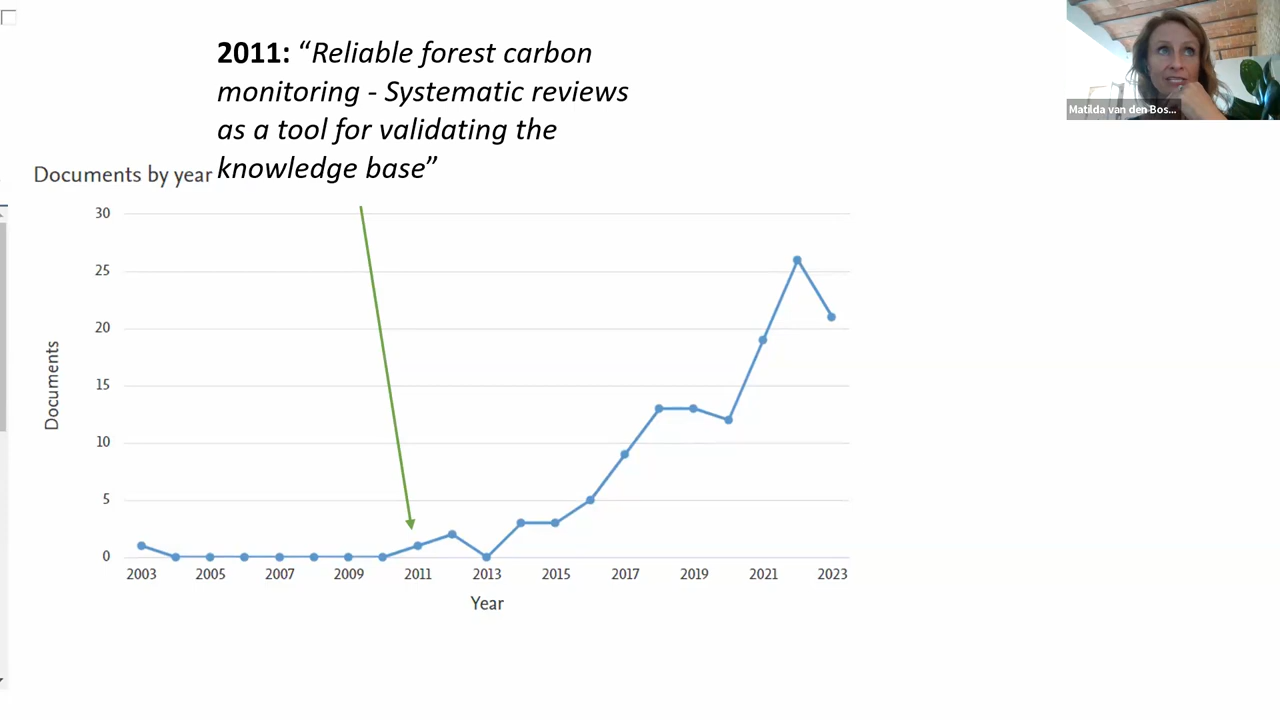 2011: “Reliable forest carbon
monitoring - Systematic reviews
as a tool for validating the
knowledge base”
Matilda van den Bos...
Documents by year
30
25
20
15
10
5
0
Documents
2003 2005 2007 2009 2011 2013 2015 2017 2019 2021 2023
Year